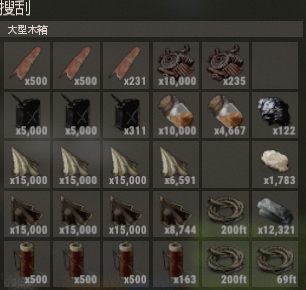 搜刮
大型木箱
x500 x500 x231 x10,000 x235
x5,000 x5,000 x311 x10,000 x4,667 x122
x15,000 x15,000 x15,000 x6,591 x1,783
x15,000 x15,000 x15,000 x8,744 200ft x12,321
x500 x500 x500 x163 200ft 69ft